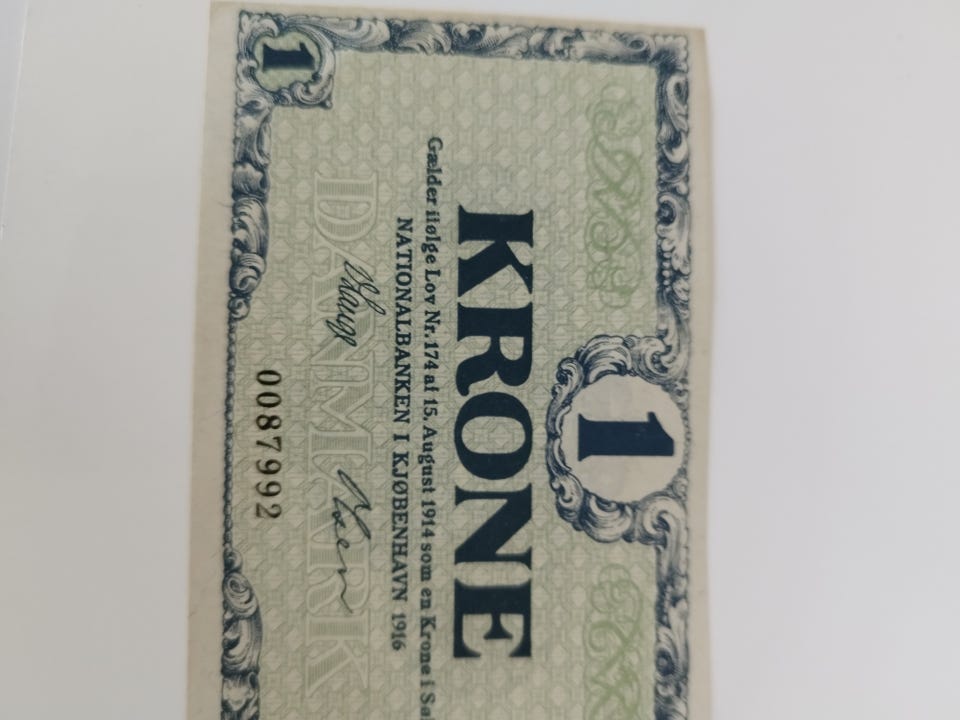 1
KRONE
Gælder ifølge Lov Nr. 174 af 15. August 1914 som en Krone i
NATIONALBANKEN I KJØBENHAVN 1916
DANMARK
0087992
1